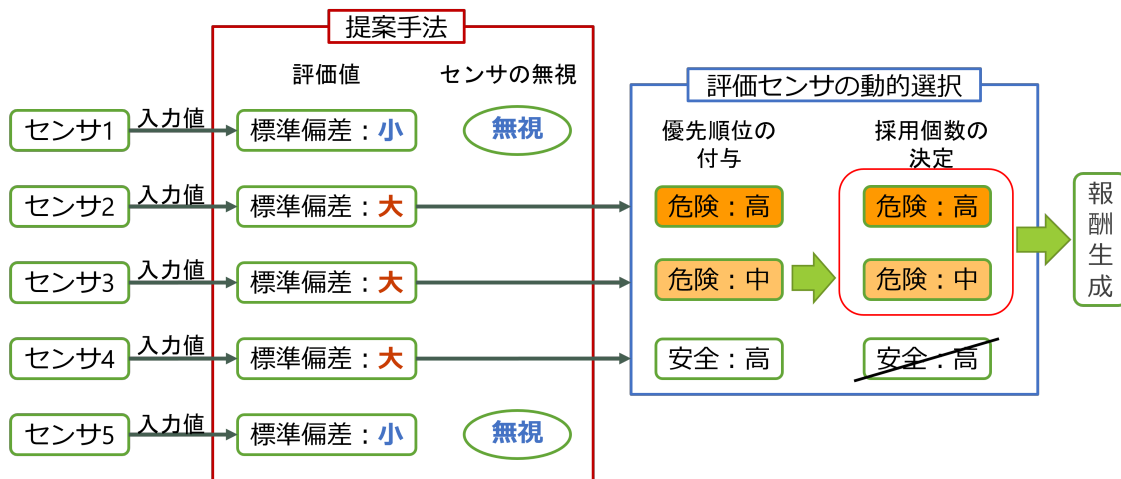 提案手法
評価値
センサの無視
評価センサの動的選択
優先順位の
付与
採用個数の
決定
センサ1
入力値
標準偏差：小
無視
センサ2
入力値
標準偏差：大
危険：高
危険：高
センサ3
入力値
標準偏差：大
危険：中
危険：中
センサ4
入力値
標準偏差：大
安全：高
安全：高
センサ5
入力値
標準偏差：小
無視
報酬生成